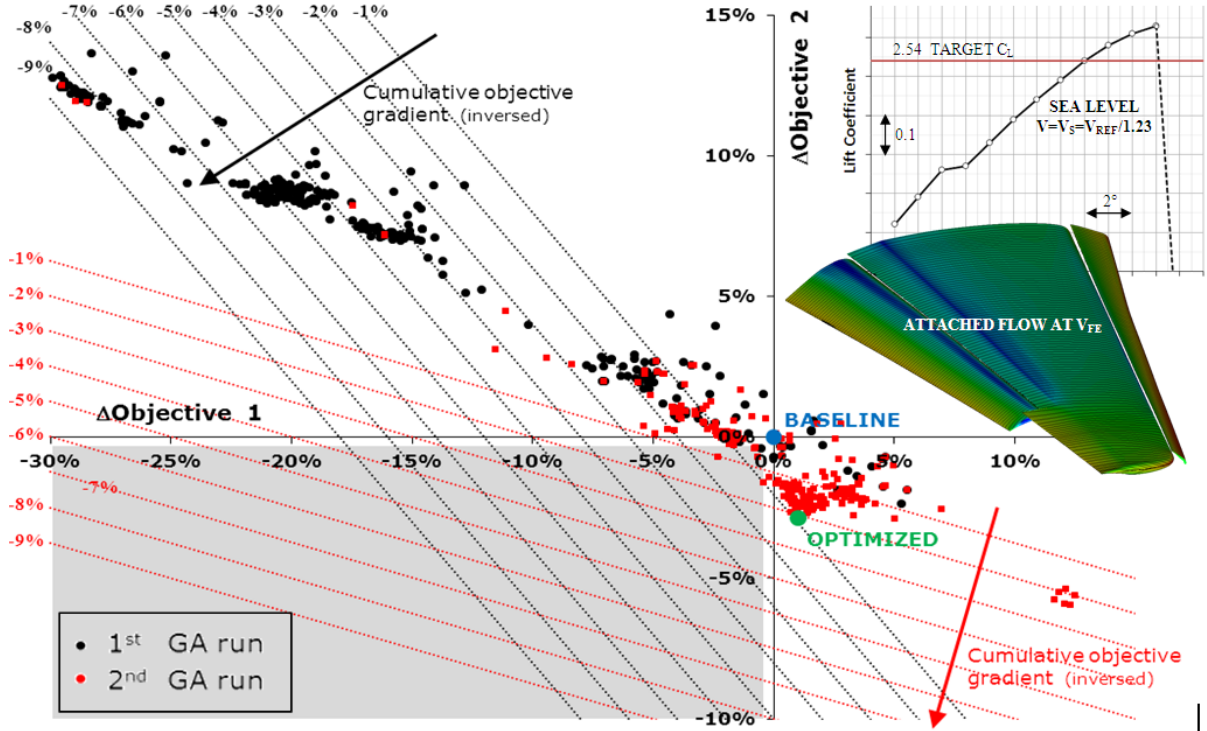 -7% -6% -5% -4% -3% -2% -1%
-8%
-9%
15%
ΔObjective 2
10%
5%
0%
-5%
-10%
Cumulative objective
gradient (inversed)
2.54 TARGET CL
Lift Coefficient
0.1
SEA LEVEL
V=VS=VREF/1.23
2°
ATTACHED FLOW AT VFE
-1%
-2%
-3%
-4%
-5%
-6%
-7%
-8%
-9%
ΔObjective 1
BASELINE
-30% -25% -20% -15% -10% -5% 0% 5% 10%
OPTIMIZED
1st GA run
2nd GA run
Cumulative objective
gradient (inversed)